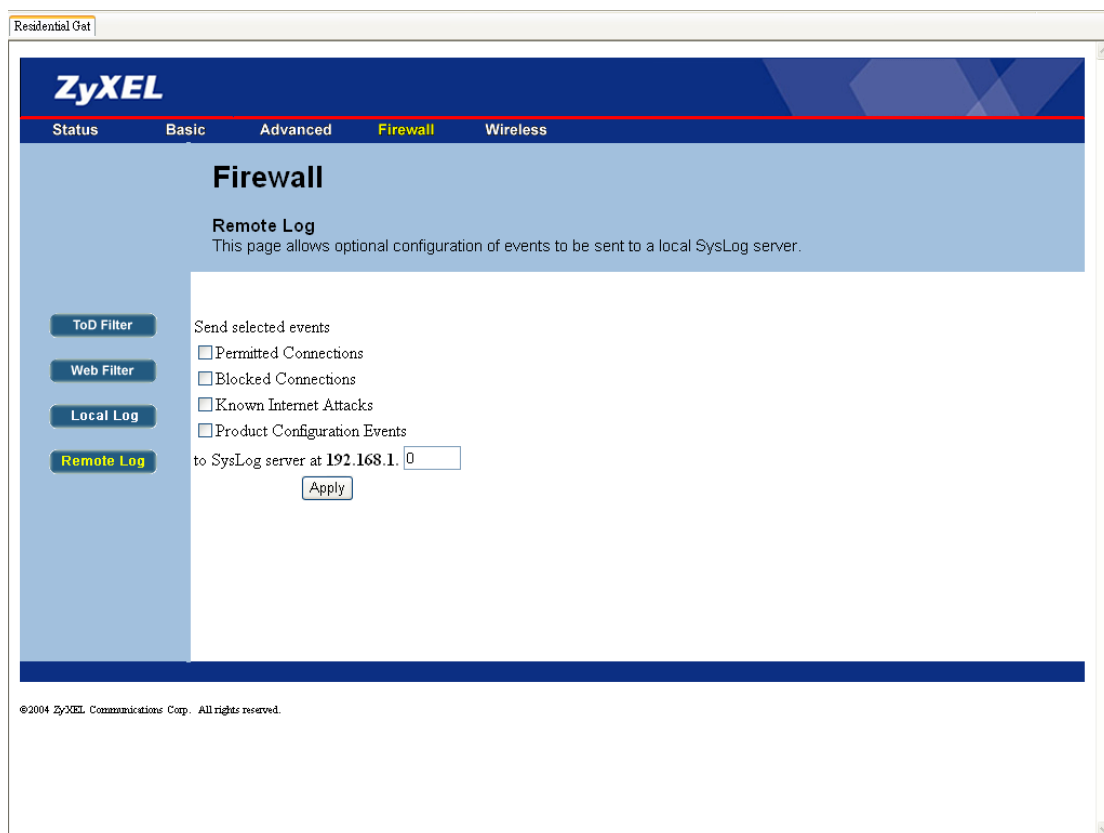 Residential Gat
ZyXEL
Status Basic Advanced Firewall Wireless
Firewall
Remote Log
This page allows optional configuration of events to be sent to a local SysLog server.
ToD Filter
Web Filter
Local Log
Remote Log
Send selected events
Permitted Connections
Blocked Connections
Known Internet Attacks
Product Configuration Events
to SysLog server at 192.168.1. 0
Apply
©2004 ZyXEL Communications Corp. All rights reserved.